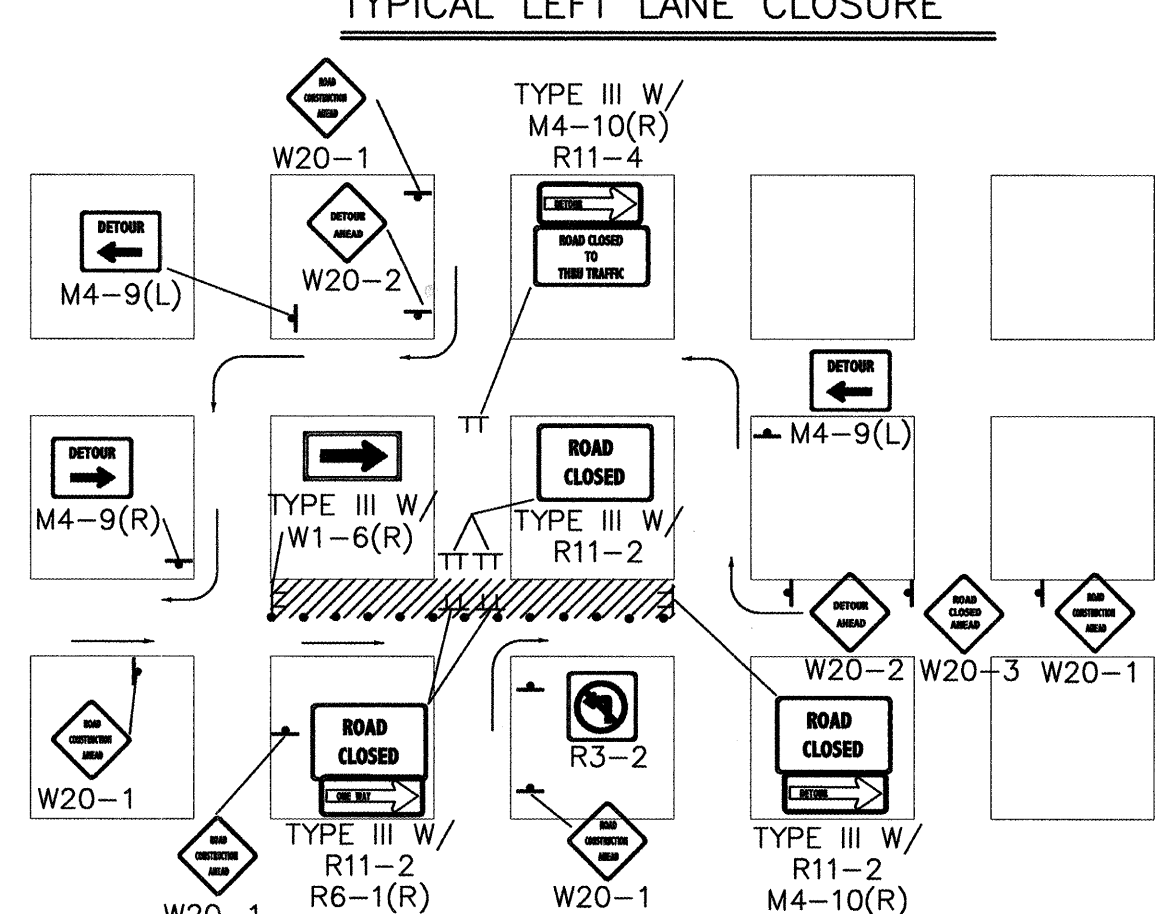 TYPICAL LEFT LANE CLOSURE
ROAD
CONSTRUCTION
AHEAD
W20-1
TYPE III W/
M4-10(R)
R11-4
DETOUR
M4-9(L)
DETOUR
AHEAD
W20-2
DETOUR
ROAD CLOSED
TO
THRU TRAFFIC
DETOUR
M4-9(L)
DETOUR
M4-9(R)
TYPE III W/
W1-6(R)
ROAD
CLOSED
TYPE III W/
R11-2
DETOUR
AHEAD
W20-2
ROAD
CLOSED
AHEAD
W20-3
ROAD
CONSTRUCTION
AHEAD
W20-1
ROAD
CONSTRUCTION
AHEAD
W20-1
ROAD
CLOSED
ONE WAY
TYPE III W/
R11-2
R6-1(R)
R3-2
ROAD
CLOSED
DETOUR
TYPE III W/
R11-2
M4-10(R)
ROAD
CONSTRUCTION
AHEAD
W20-1
ROAD
CONSTRUCTION
AHEAD
W20-1